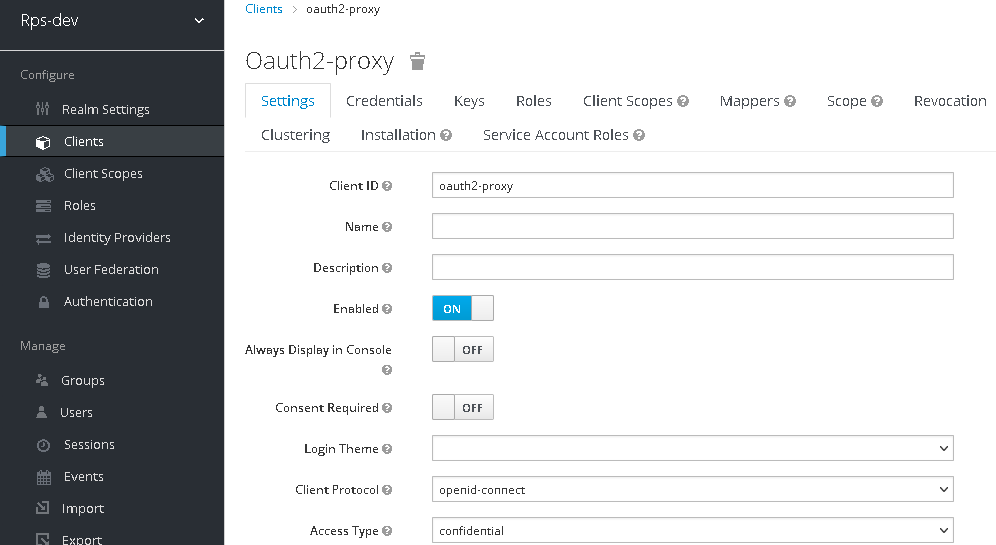 Rps-dev
Configure
Realm Settings
Clients
Client Scopes
Roles
Identity Providers
User Federation
Authentication
Manage
Groups
Users
Sessions
Events
Import
Export
Clients > oauth2-proxy
Oauth2-proxy
Settings Credentials Keys Roles Client Scopes Mappers Scope Revocation
Clustering Installation Service Account Roles
Client ID oauth2-proxy
Name
Description
Enabled ON
Always Display in Console OFF
Consent Required OFF
Login Theme
Client Protocol openid-connect
Access Type confidential